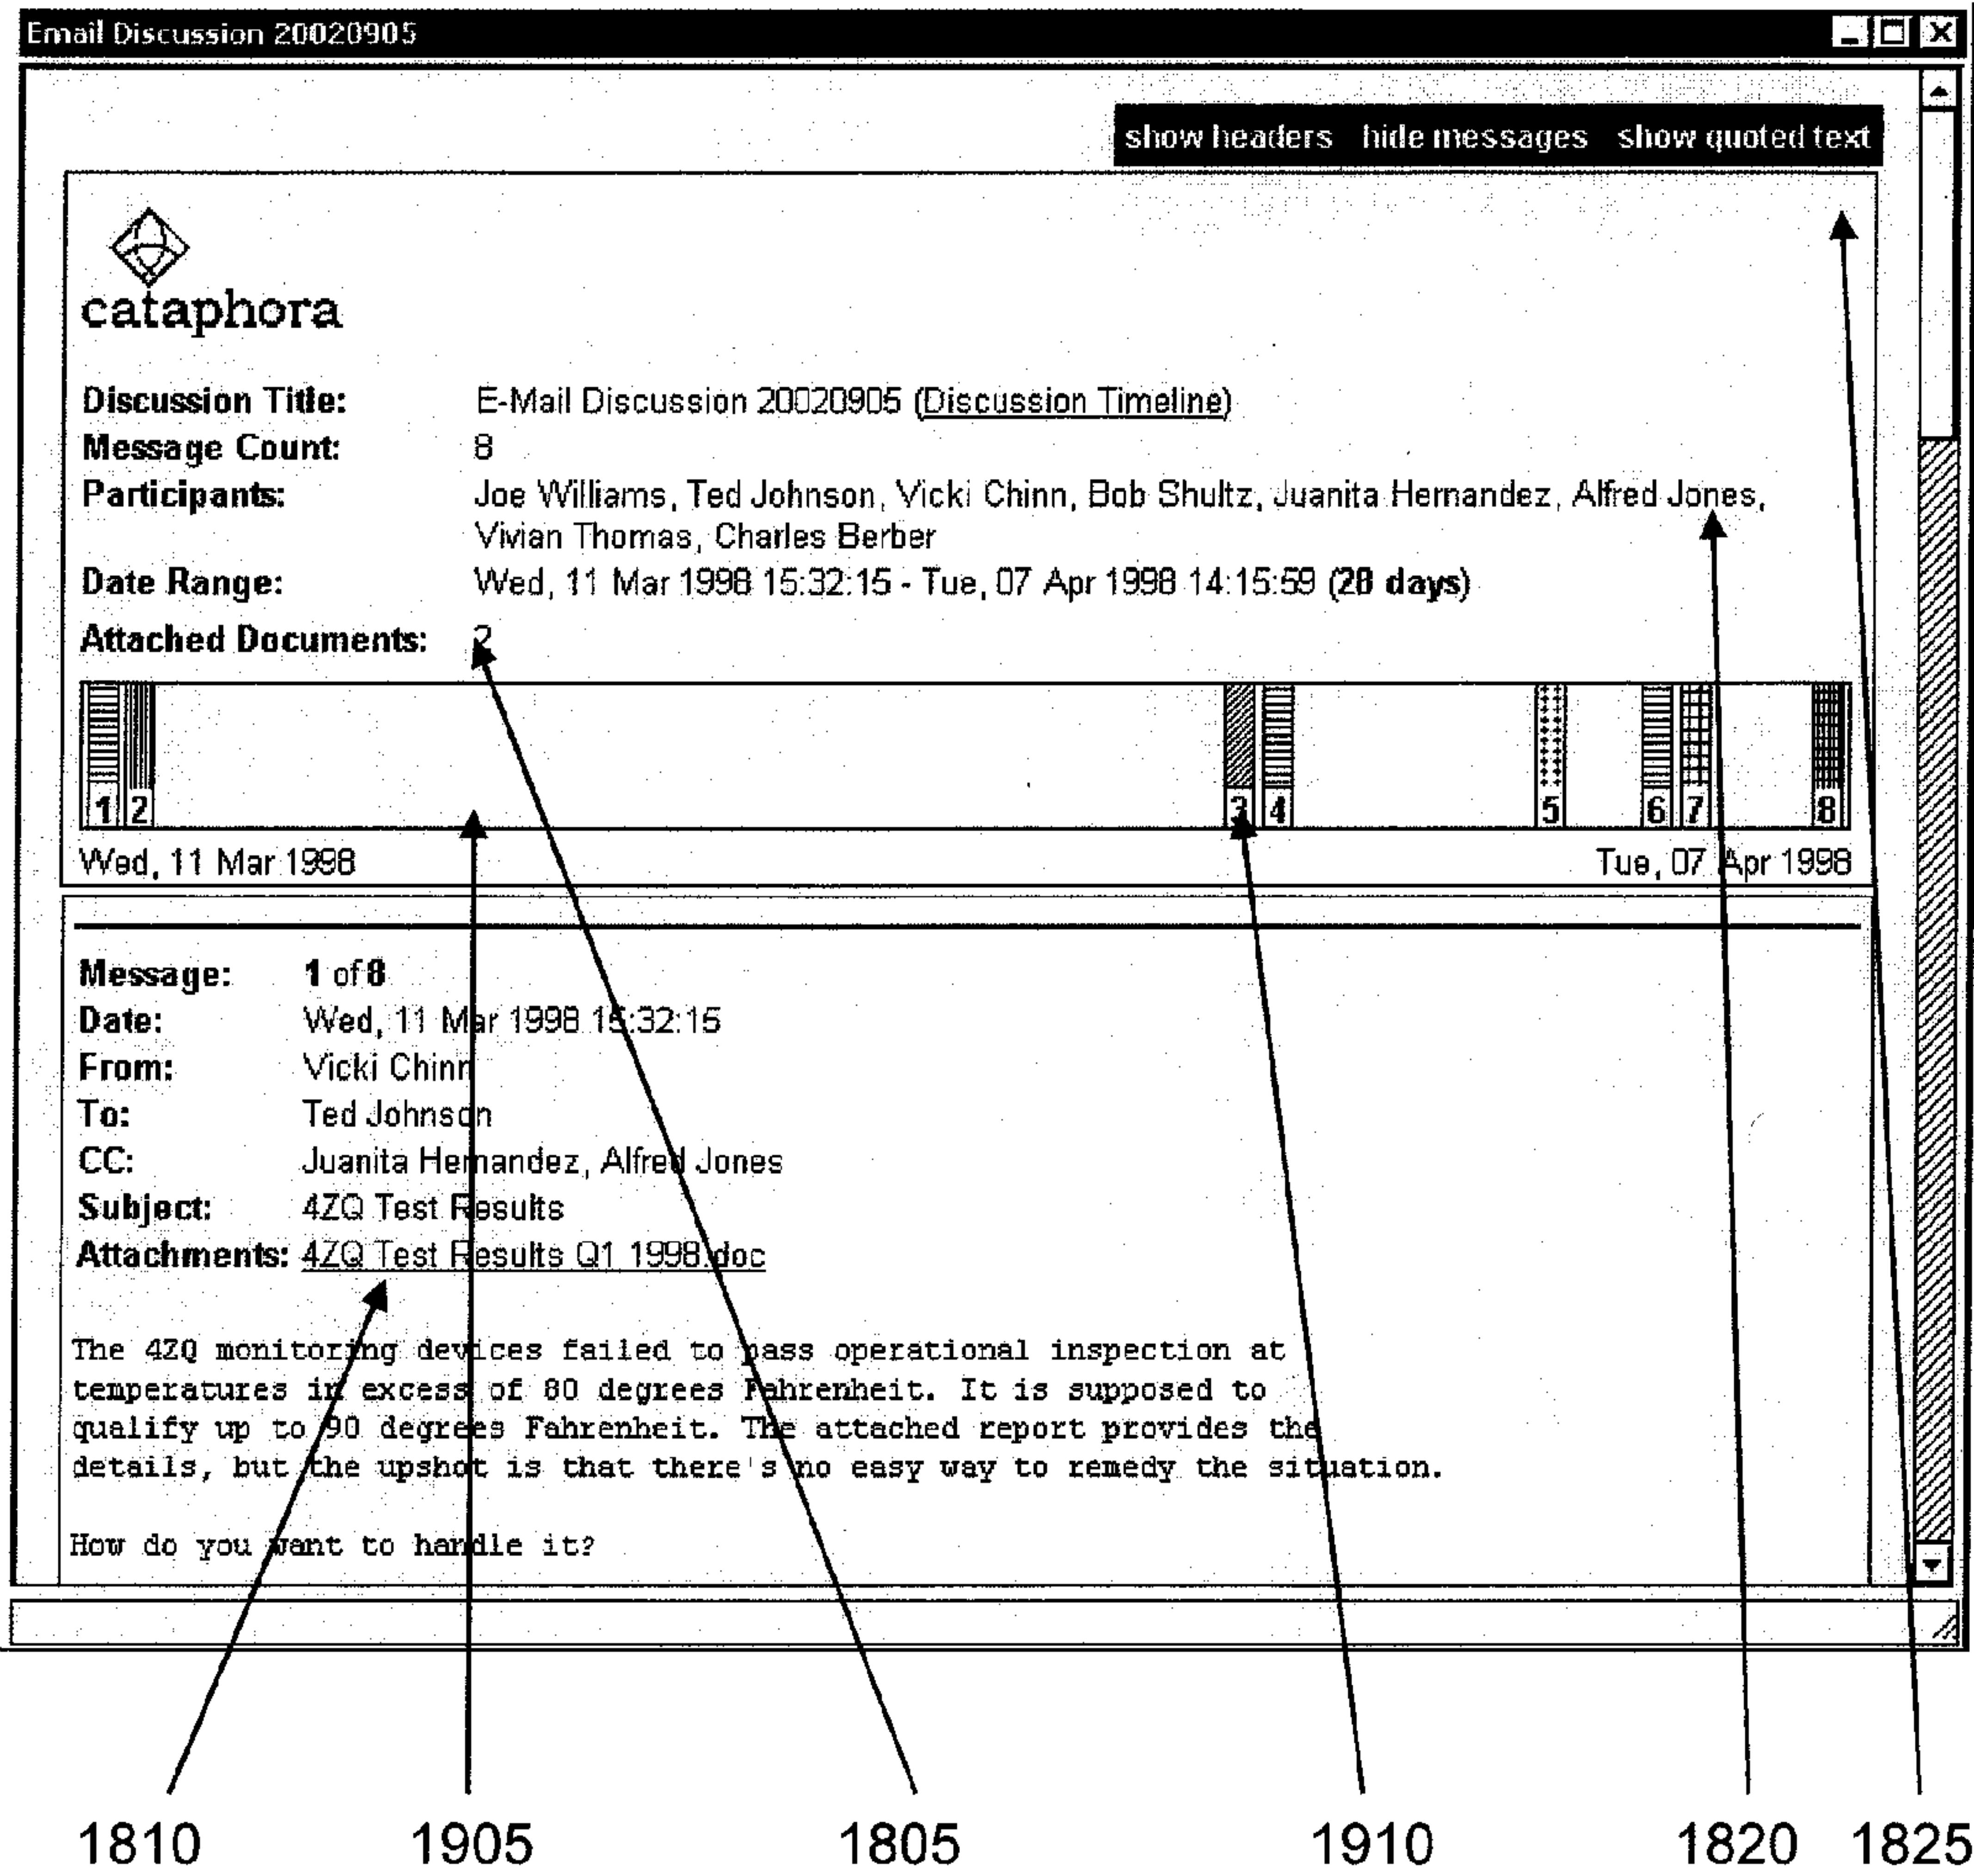 Email Discussion 20020905
show headers hide messages show quoted text
cataphora
Discussion Title: E-Mail Discussion 20020905 (Discussion Timeline)
Message Count: 8
Participants: Joe Williams, Ted Johnson, Vicki Chinn, Bob Shultz, Juanita Hernandez, Alfred Jones,
Vivian Thomas, Charles Berber
Date Range: Wed, 11 Mar 1998 15:32:15 - Tue, 07 Apr 1998 14:15:59 (28 days)
Attached Documents: 2
1 2 3 4 5 6 7 8
Wed, 11 Mar 1998 Tue, 07 Apr 1998
Message: 1 of 8
Date: Wed, 11 Mar 1998 15:32:15
From: Vicki Chinn
To: Ted Johnson
CC: Juanita Hernandez, Alfred Jones
Subject: 4ZQ Test Results
Attachments: 4ZQ Test Results Q1 1998.doc
The 4ZQ monitoring devices failed to pass operational inspection at
temperatures in excess of 80 degrees Fahrenheit. It is supposed to
qualify up to 90 degrees Fahrenheit. The attached report provides the
details, but the upshot is that there's no easy way to remedy the situation.
How do you want to handle it?
1810 1905 1805 1910 1820 1825